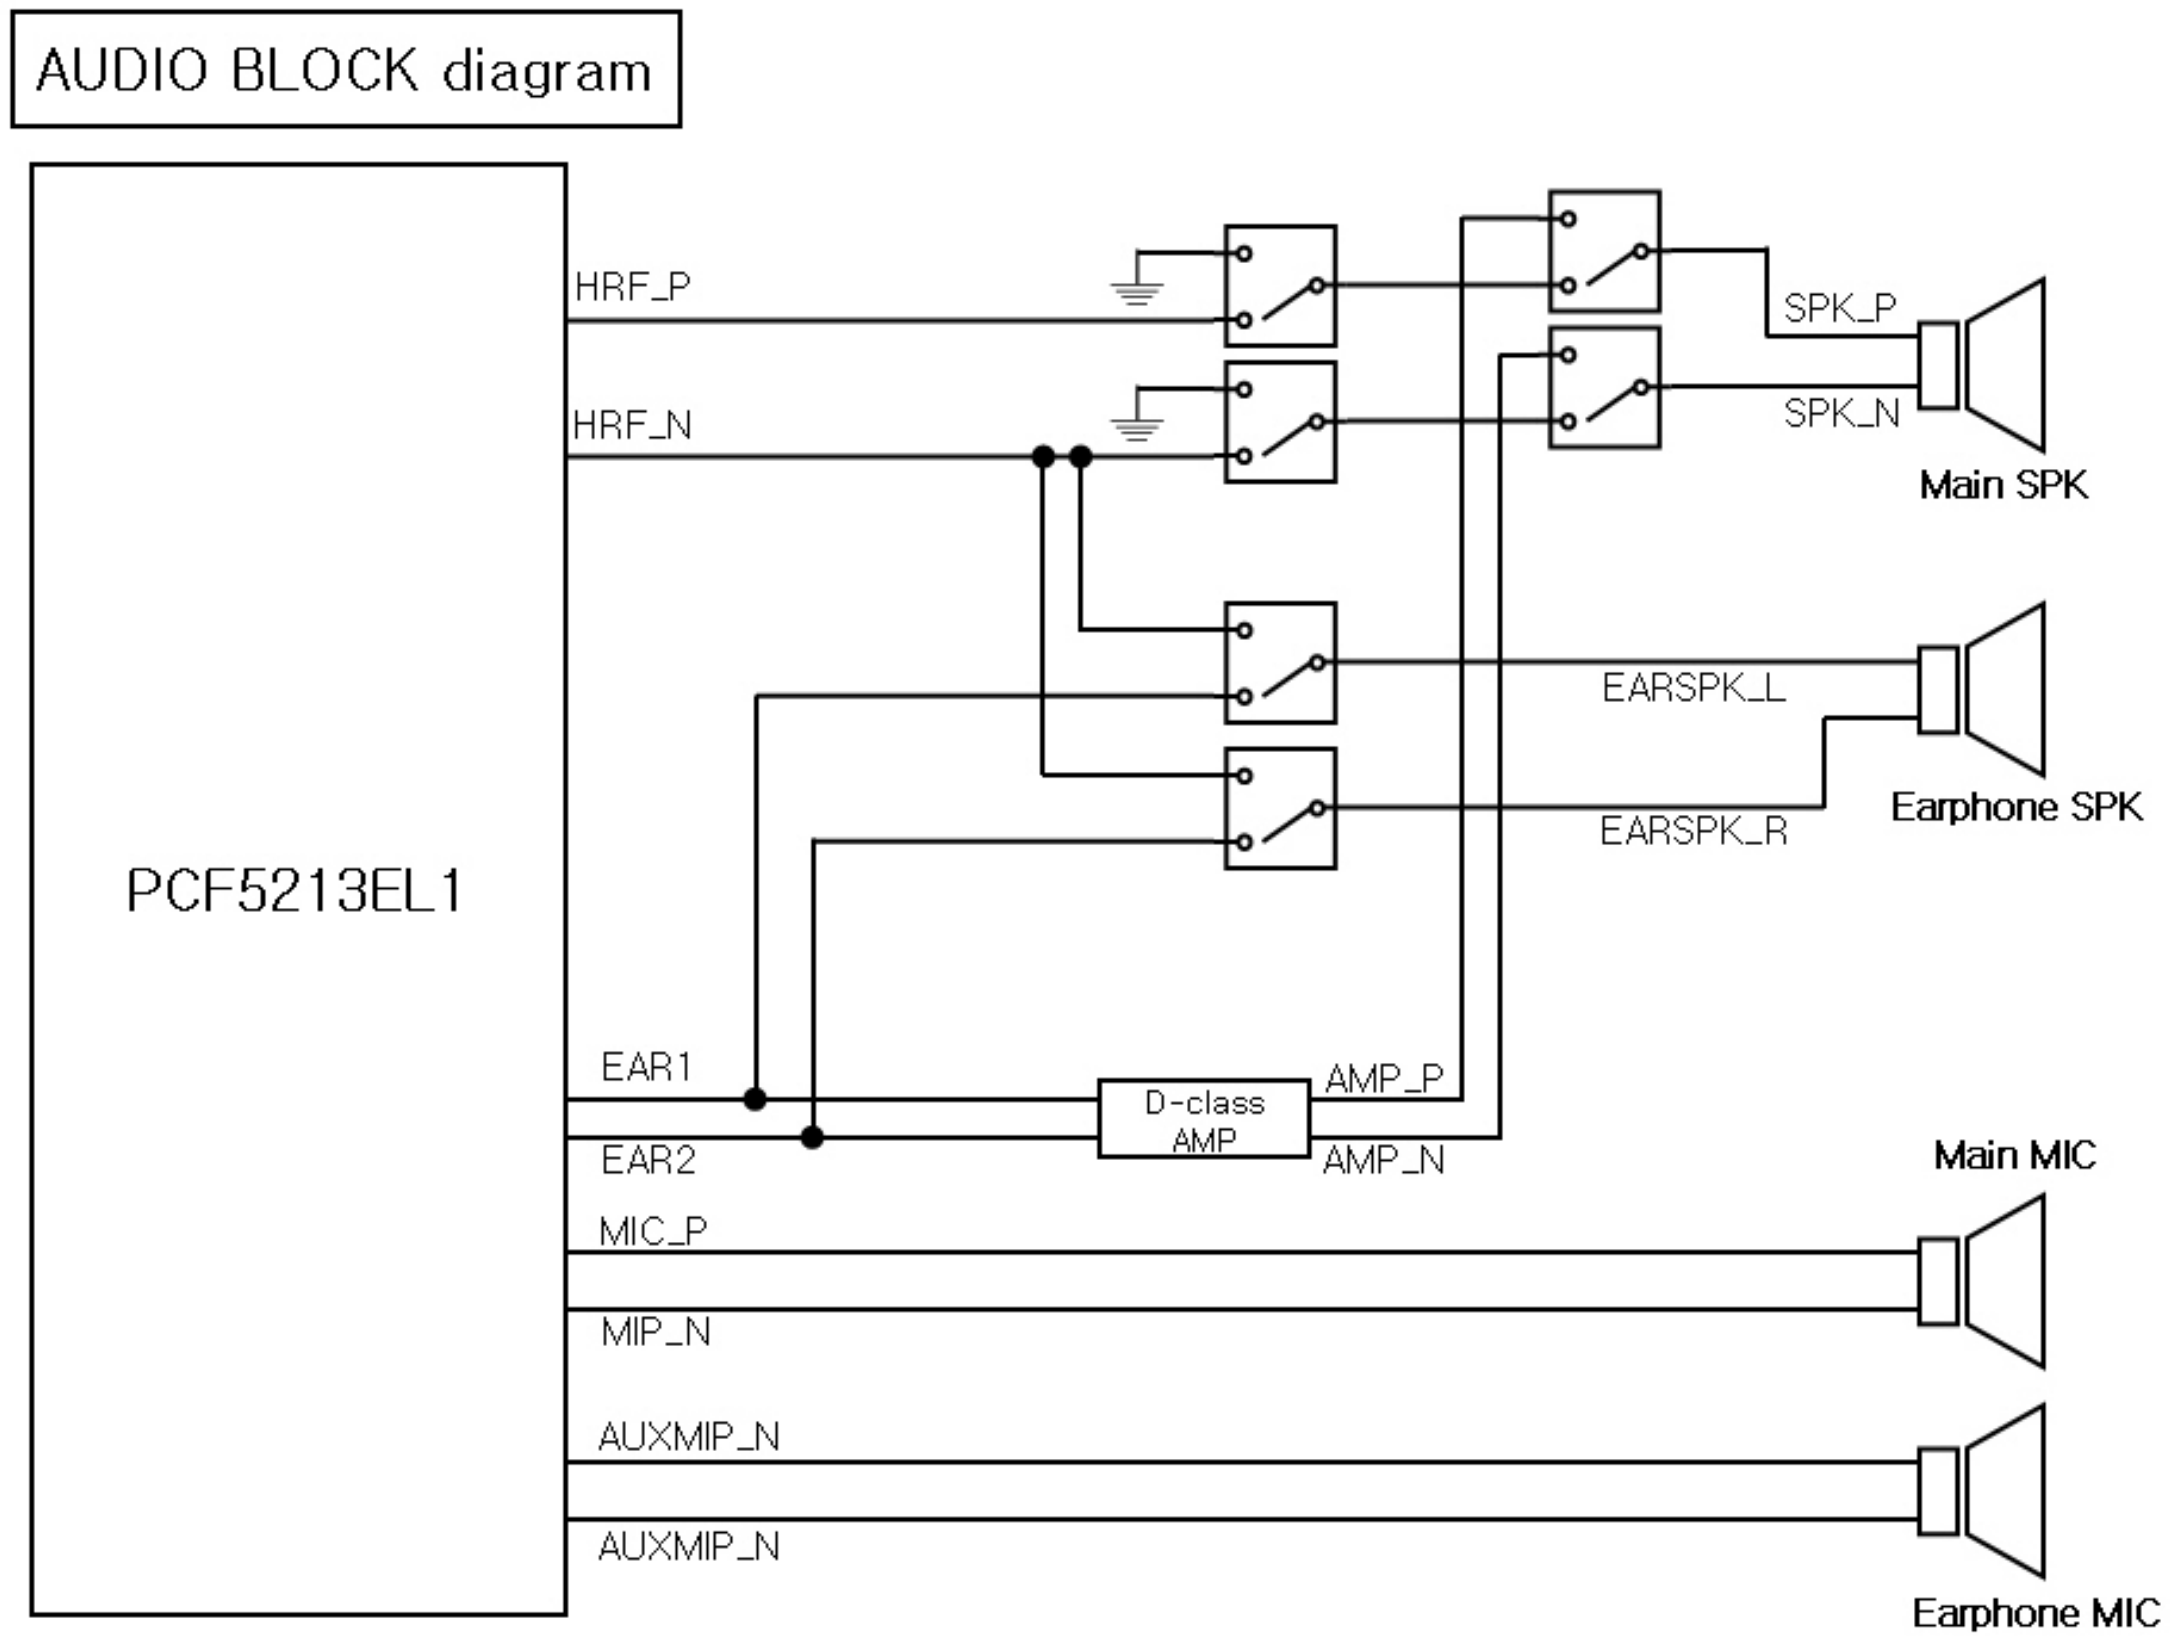 AUDIO BLOCK diagram
HRF_P
SPK_P
HRF_N
SPK_N
Main SPK
EARSPK_L
Earphone SPK
EARSPK_R
PCF5213EL1
EAR1
AMP_P
D-class
AMP
EAR2
AMP_N
Main MIC
MIC_P
MIP_N
AUXMIP_N
AUXMIP_N
Earphone MIC